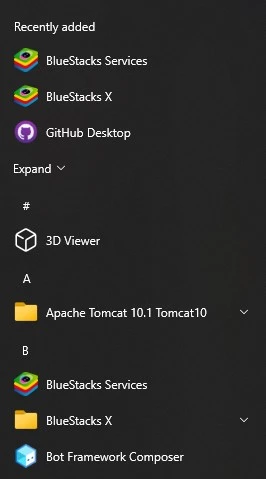 Recently added
BlueStacks Services
BlueStacks X
GitHub Desktop
Expand
#
3D Viewer
A
Apache Tomcat 10.1 Tomcat10
B
BlueStacks Services
BlueStacks X
Bot Framework Composer